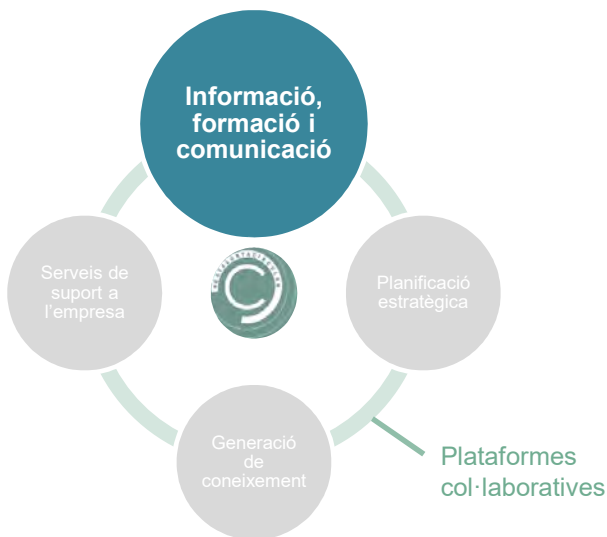 Informació,
formació i
comunicació
Serveis de
suport a
l'empresa
Planificació
estratègica
Generació
de
coneixement
Plataformes
col·laboratives